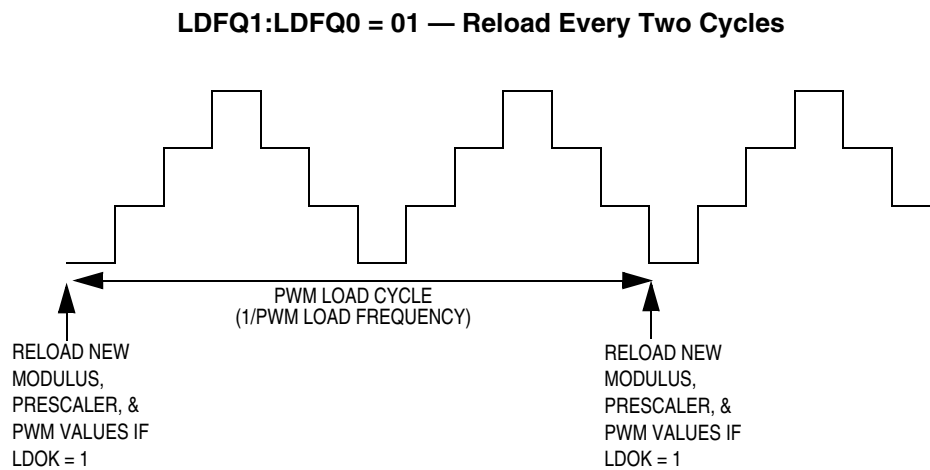 LDFQ1:LDFQ0 = 01 — Reload Every Two Cycles
PWM LOAD CYCLE
(1/PWM LOAD FREQUENCY)
RELOAD NEW
MODULUS,
PRESCALER, &
PWM VALUES IF
LDOK = 1
RELOAD NEW
MODULUS,
PRESCALER, &
PWM VALUES IF
LDOK = 1